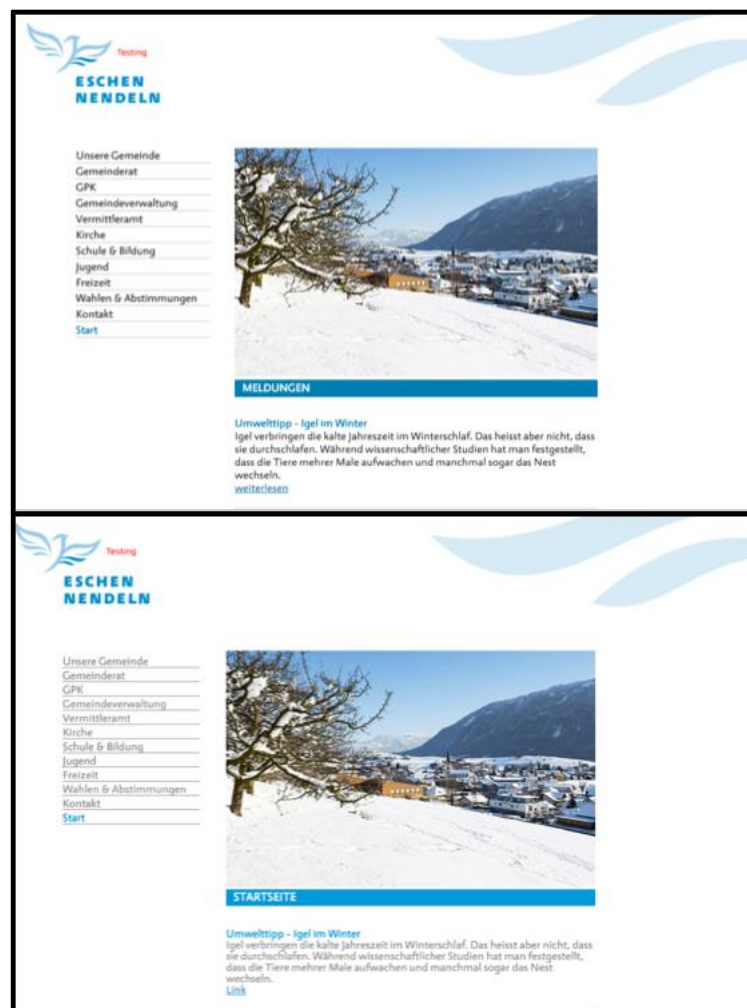 Testing
ESCHEN
NENDELN
Unsere Gemeinde
Gemeinderat
GPK
Gemeindeverwaltung
Vermittleramt
Kirche
Schule & Bildung
Jugend
Freizeit
Wahlen & Abstimmungen
Kontakt
Start
MELDUNGEN
Umwelttipp - Igel im Winter
Igel verbringen die kalte Jahreszeit im Winterschlaf. Das heisst aber nicht, dass
sie durchschlafen. Während wissenschaftlicher Studien hat man festgestellt,
dass die Tiere mehrer Male aufwachen und manchmal sogar das Nest
wechseln.
weiterlesen
Testing
ESCHEN
NENDELN
Unsere Gemeinde
Gemeinderat
GPK
Gemeindeverwaltung
Vermittleramt
Kirche
Schule & Bildung
Jugend
Freizeit
Wahlen & Abstimmungen
Kontakt
Start
STARTSEITE
Umwelttipp - Igel im Winter
Igel verbringen die kalte Jahreszeit im Winterschlaf. Das heisst aber nicht, dass
sie durchschlafen. Während wissenschaftlicher Studien hat man festgestellt,
dass die Tiere mehrer Male aufwachen und manchmal sogar das Nest
wechseln.
Link